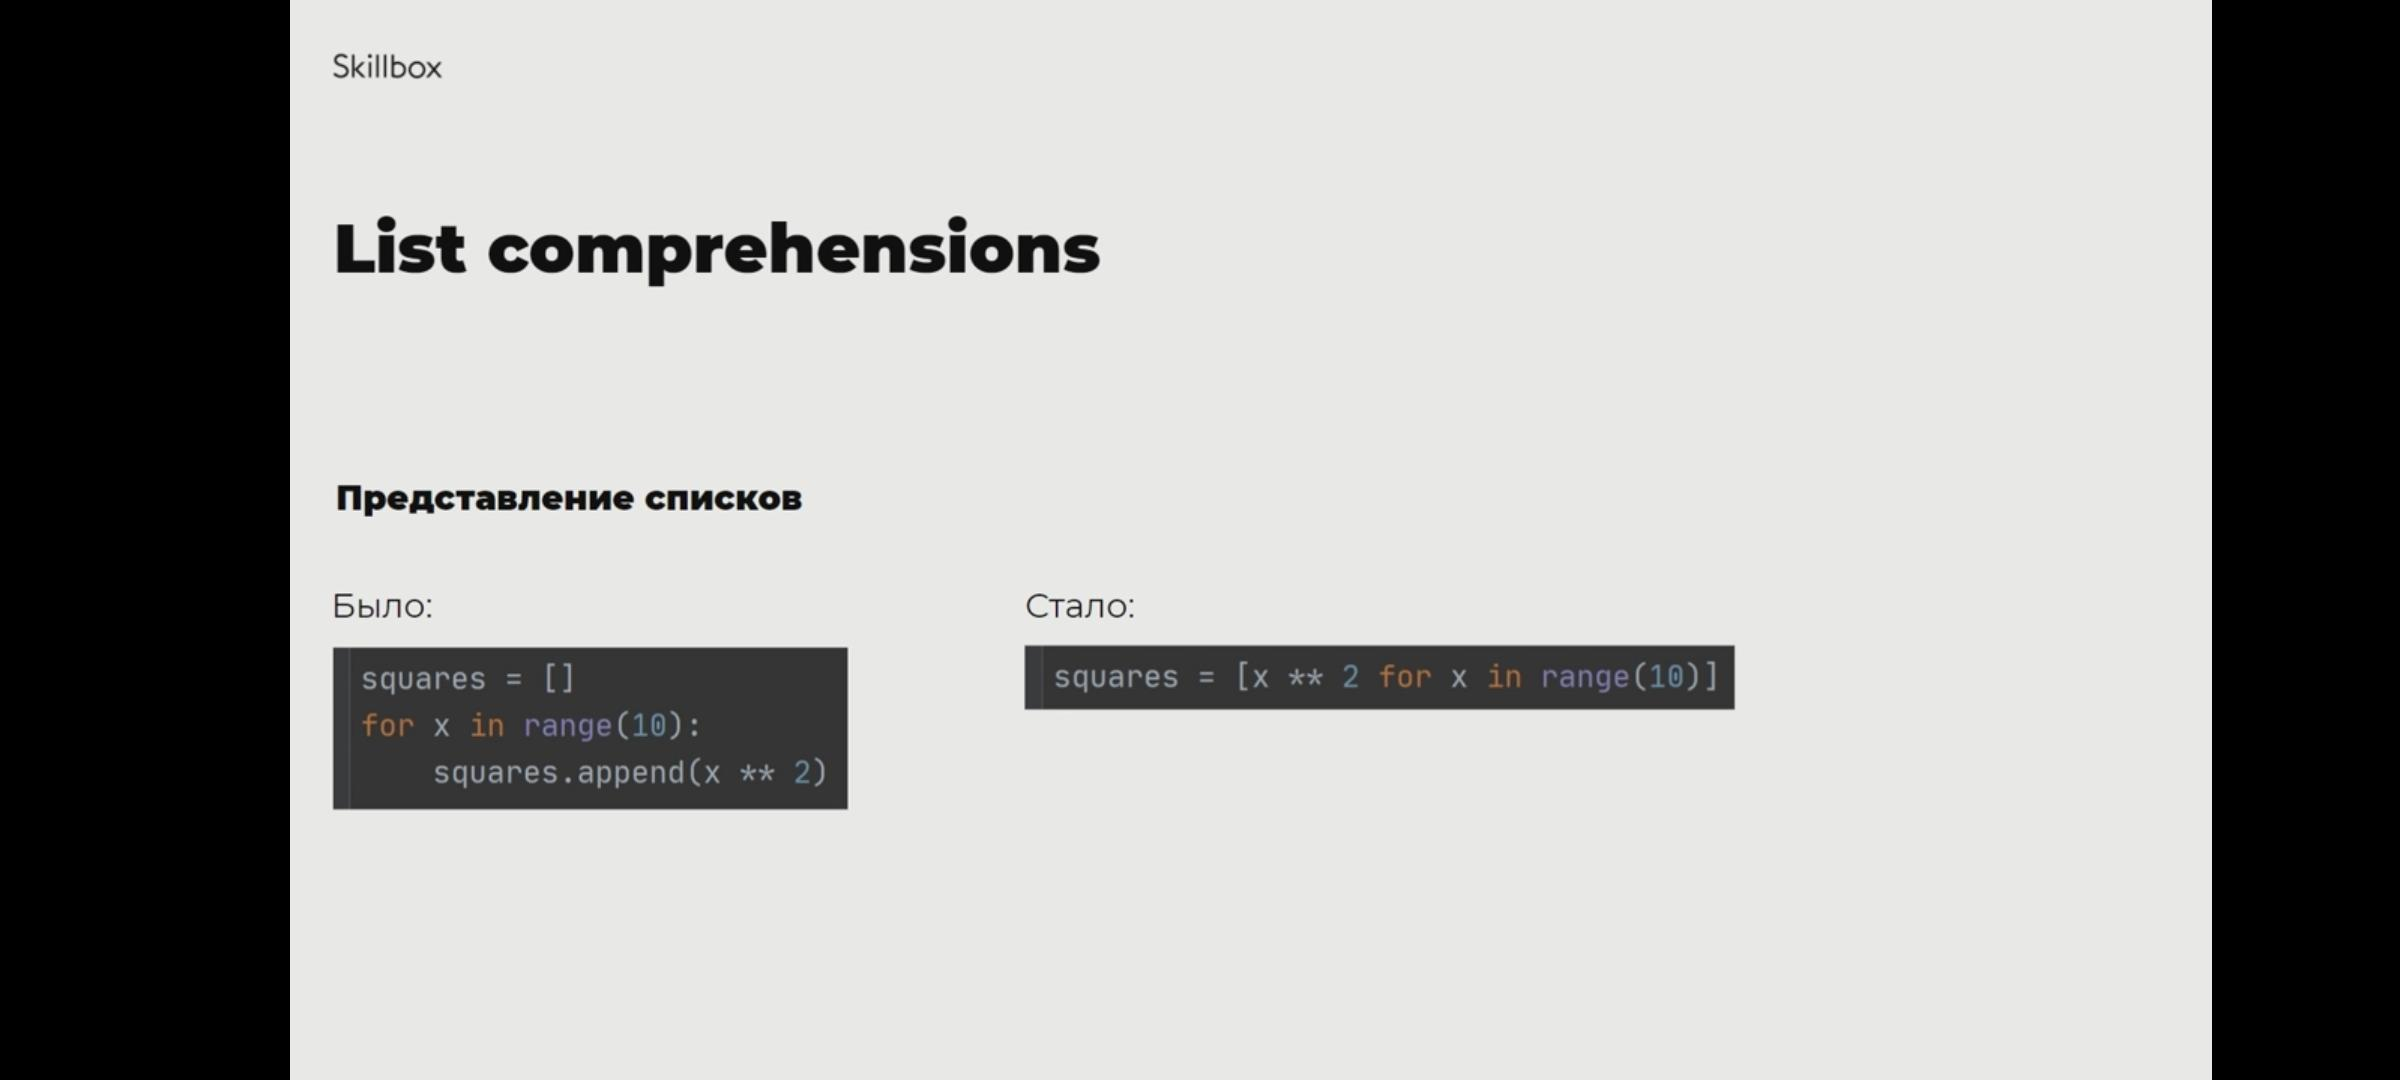 Skillbox
List comprehensions
Представление списков
Было:
squares = []
for x in range(10):
    squares.append(x ** 2)
Стало:
squares = [x ** 2 for x in range(10)]